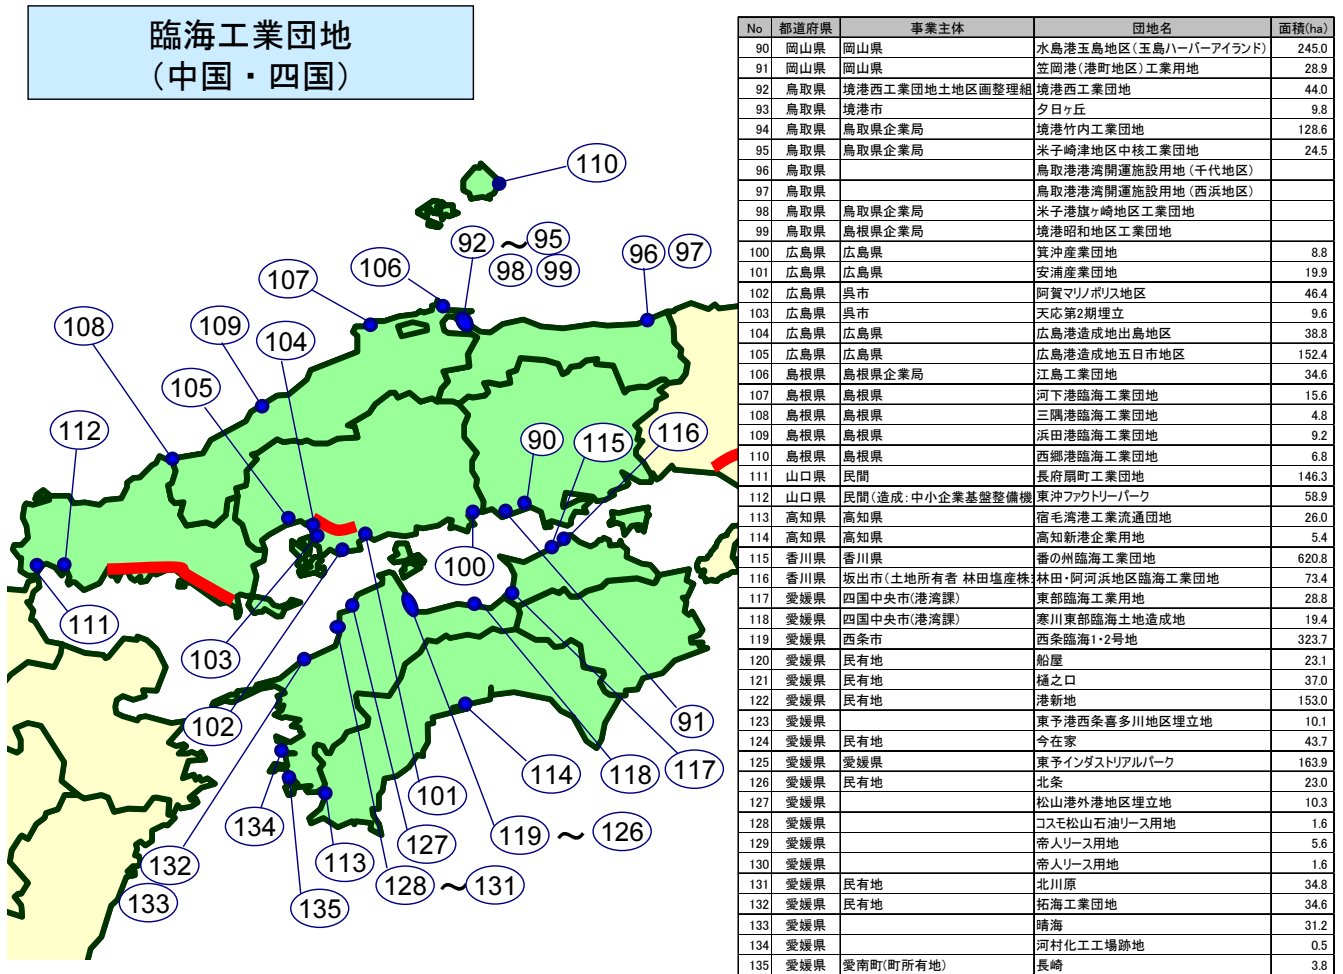 臨海工業団地
（中国・四国）
110
92 ～ 95
98 99
96 97
106
107
108
109
104
105
112
90
115
116
100
111
103
102
91
114
118
117
101
134
119 ～ 126
127
113
132
128 ～ 131
133
135
No 都道府県 事業主体 団地名 面積(ha)
90 岡山県 岡山県 水島港玉島地区(玉島ハーバーアイランド) 245.0
91 岡山県 岡山県 笠岡港(港町地区)工業用地 28.9
92 鳥取県 境港西工業団地土地区画整理組 境港西工業団地 44.0
93 鳥取県 境港市 夕日ヶ丘 9.8
94 鳥取県 鳥取県企業局 境港竹内工業団地 128.6
95 鳥取県 鳥取県企業局 米子崎津地区中核工業団地 24.5
96 鳥取県 鳥取港港湾開運施設用地(千代地区)
97 鳥取県 鳥取港港湾開運施設用地(西浜地区)
98 鳥取県 鳥取県企業局 米子港旗ヶ崎地区工業団地
99 鳥取県 島根県企業局 境港昭和地区工業団地
100 広島県 広島県 箕沖産業団地 8.8
101 広島県 広島県 安浦産業団地 19.9
102 広島県 呉市 阿賀マリノポリス地区 46.4
103 広島県 呉市 天応第2期埋立 9.6
104 広島県 広島県 広島港造成地出島地区 38.8
105 広島県 広島県 広島港造成地五日市地区 152.4
106 島根県 島根県企業局 江島工業団地 34.6
107 島根県 島根県 河下港臨海工業団地 15.6
108 島根県 島根県 三隅港臨海工業団地 4.8
109 島根県 島根県 浜田港臨海工業団地 9.2
110 島根県 島根県 西郷港臨海工業団地 6.8
111 山口県 民間 長府扇町工業団地 146.3
112 山口県 民間(造成:中小企業基盤整備機 東沖ファクトリーパーク 58.9
113 高知県 高知県 宿毛湾港工業流通団地 26.0
114 高知県 高知県 高知新港企業用地 5.4
115 香川県 香川県 番の州臨海工業団地 620.8
116 香川県 坂出市(土地所有者 林田塩産株 林田・阿河浜地区臨海工業団地 73.4
117 愛媛県 四国中央市(港湾課) 東部臨海工業用地 28.8
118 愛媛県 四国中央市(港湾課) 寒川東部臨海土地造成地 19.4
119 愛媛県 西条市 西条臨海1・2号地 323.7
120 愛媛県 民有地 船屋 23.1
121 愛媛県 民有地 樋之口 37.0
122 愛媛県 民有地 港新地 153.0
123 愛媛県 東予港西条喜多川地区埋立地 10.1
124 愛媛県 民有地 今在家 43.7
125 愛媛県 愛媛県 東予インダストリアルパーク 163.9
126 愛媛県 民有地 北条 23.0
127 愛媛県 松山港外港地区埋立地 10.3
128 愛媛県 コスモ松山石油リース用地 1.6
129 愛媛県 帝人リース用地 5.6
130 愛媛県 帝人リース用地 1.6
131 愛媛県 民有地 北川原 34.8
132 愛媛県 民有地 拓海工業団地 34.6
133 愛媛県 晴海 31.2
134 愛媛県 河村化工工場跡地 0.5
135 愛媛県 愛南町(町所有地) 長崎 3.8